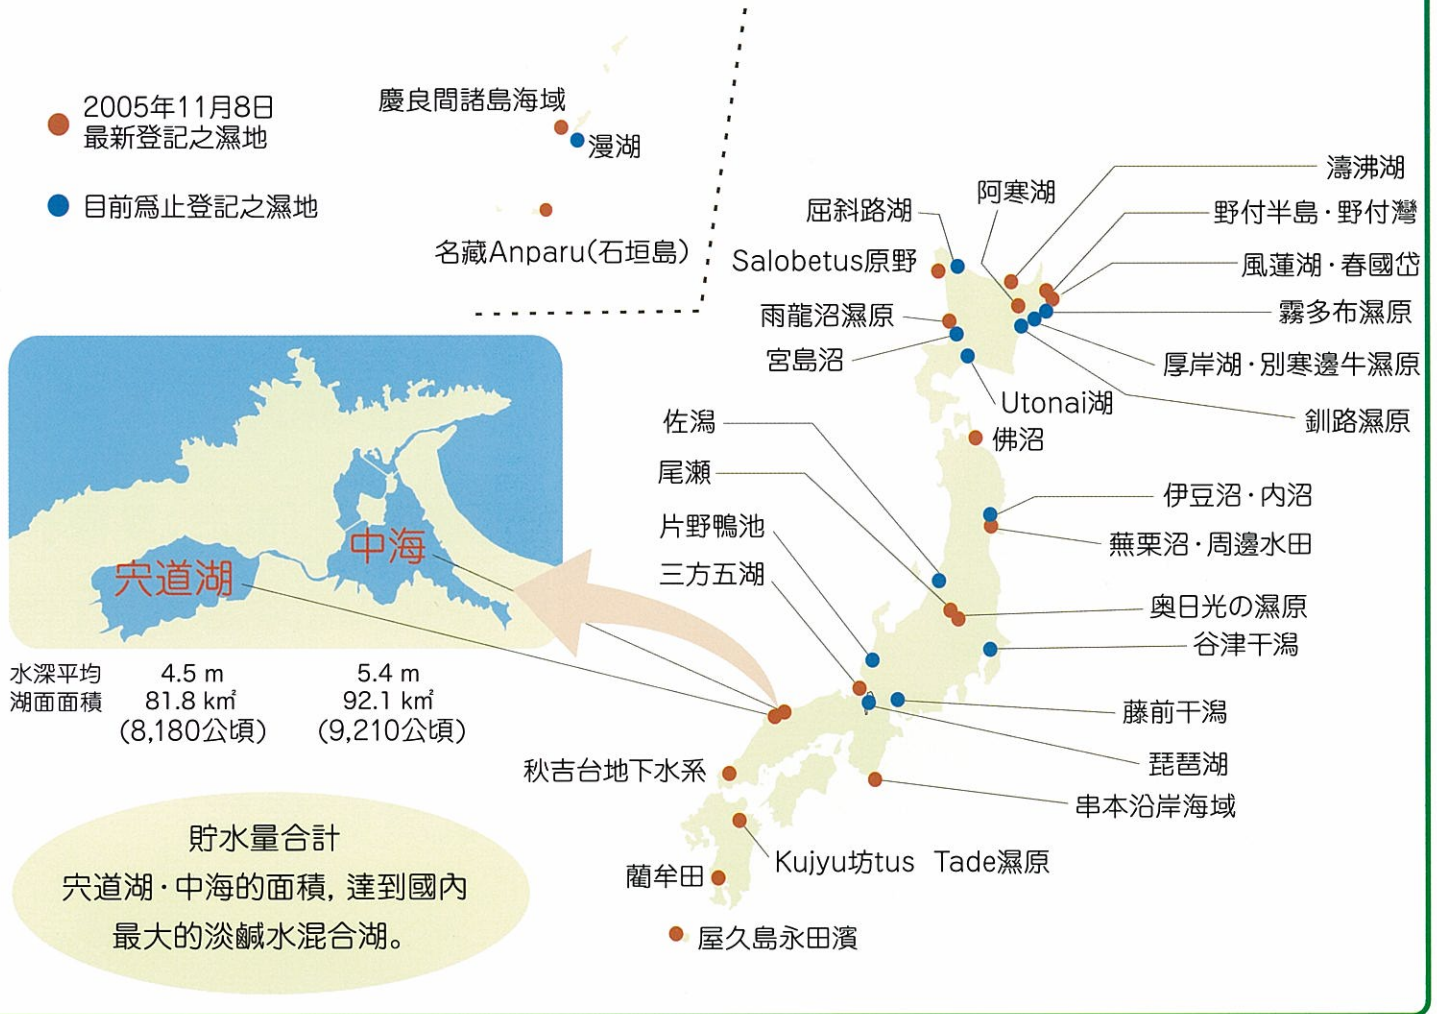 2005年11月8日
最新登記之濕地
目前爲止登記之濕地
慶良間諸島海域
漫湖
名藏Anparu(石垣島)
濤沸湖
阿寒湖
野付半島・野付灣
屈斜路湖
Salobetus原野
風蓮湖・春國岱
雨龍沼濕原
霧多布濕原
宮島沼
厚岸湖・別寒邊牛濕原
Utonai湖
釧路濕原
佛沼
佐潟
尾瀬
伊豆沼・内沼
片野鴨池
蕪栗沼・周邊水田
三方五湖
奥日光の濕原
谷津干潟
藤前干潟
琵琶湖
串本沿岸海域
秋吉台地下水系
Kujyu坊tus Tade濕原
藺牟田
屋久島永田濱
中海
宍道湖
水深平均 4.5 m 5.4 m
湖面面積 81.8 k㎡ 92.1 k㎡
(8,180公頃) (9,210公頃)
貯水量合計
宍道湖・中海的面積, 達到國內
最大的淡鹹水混合湖。